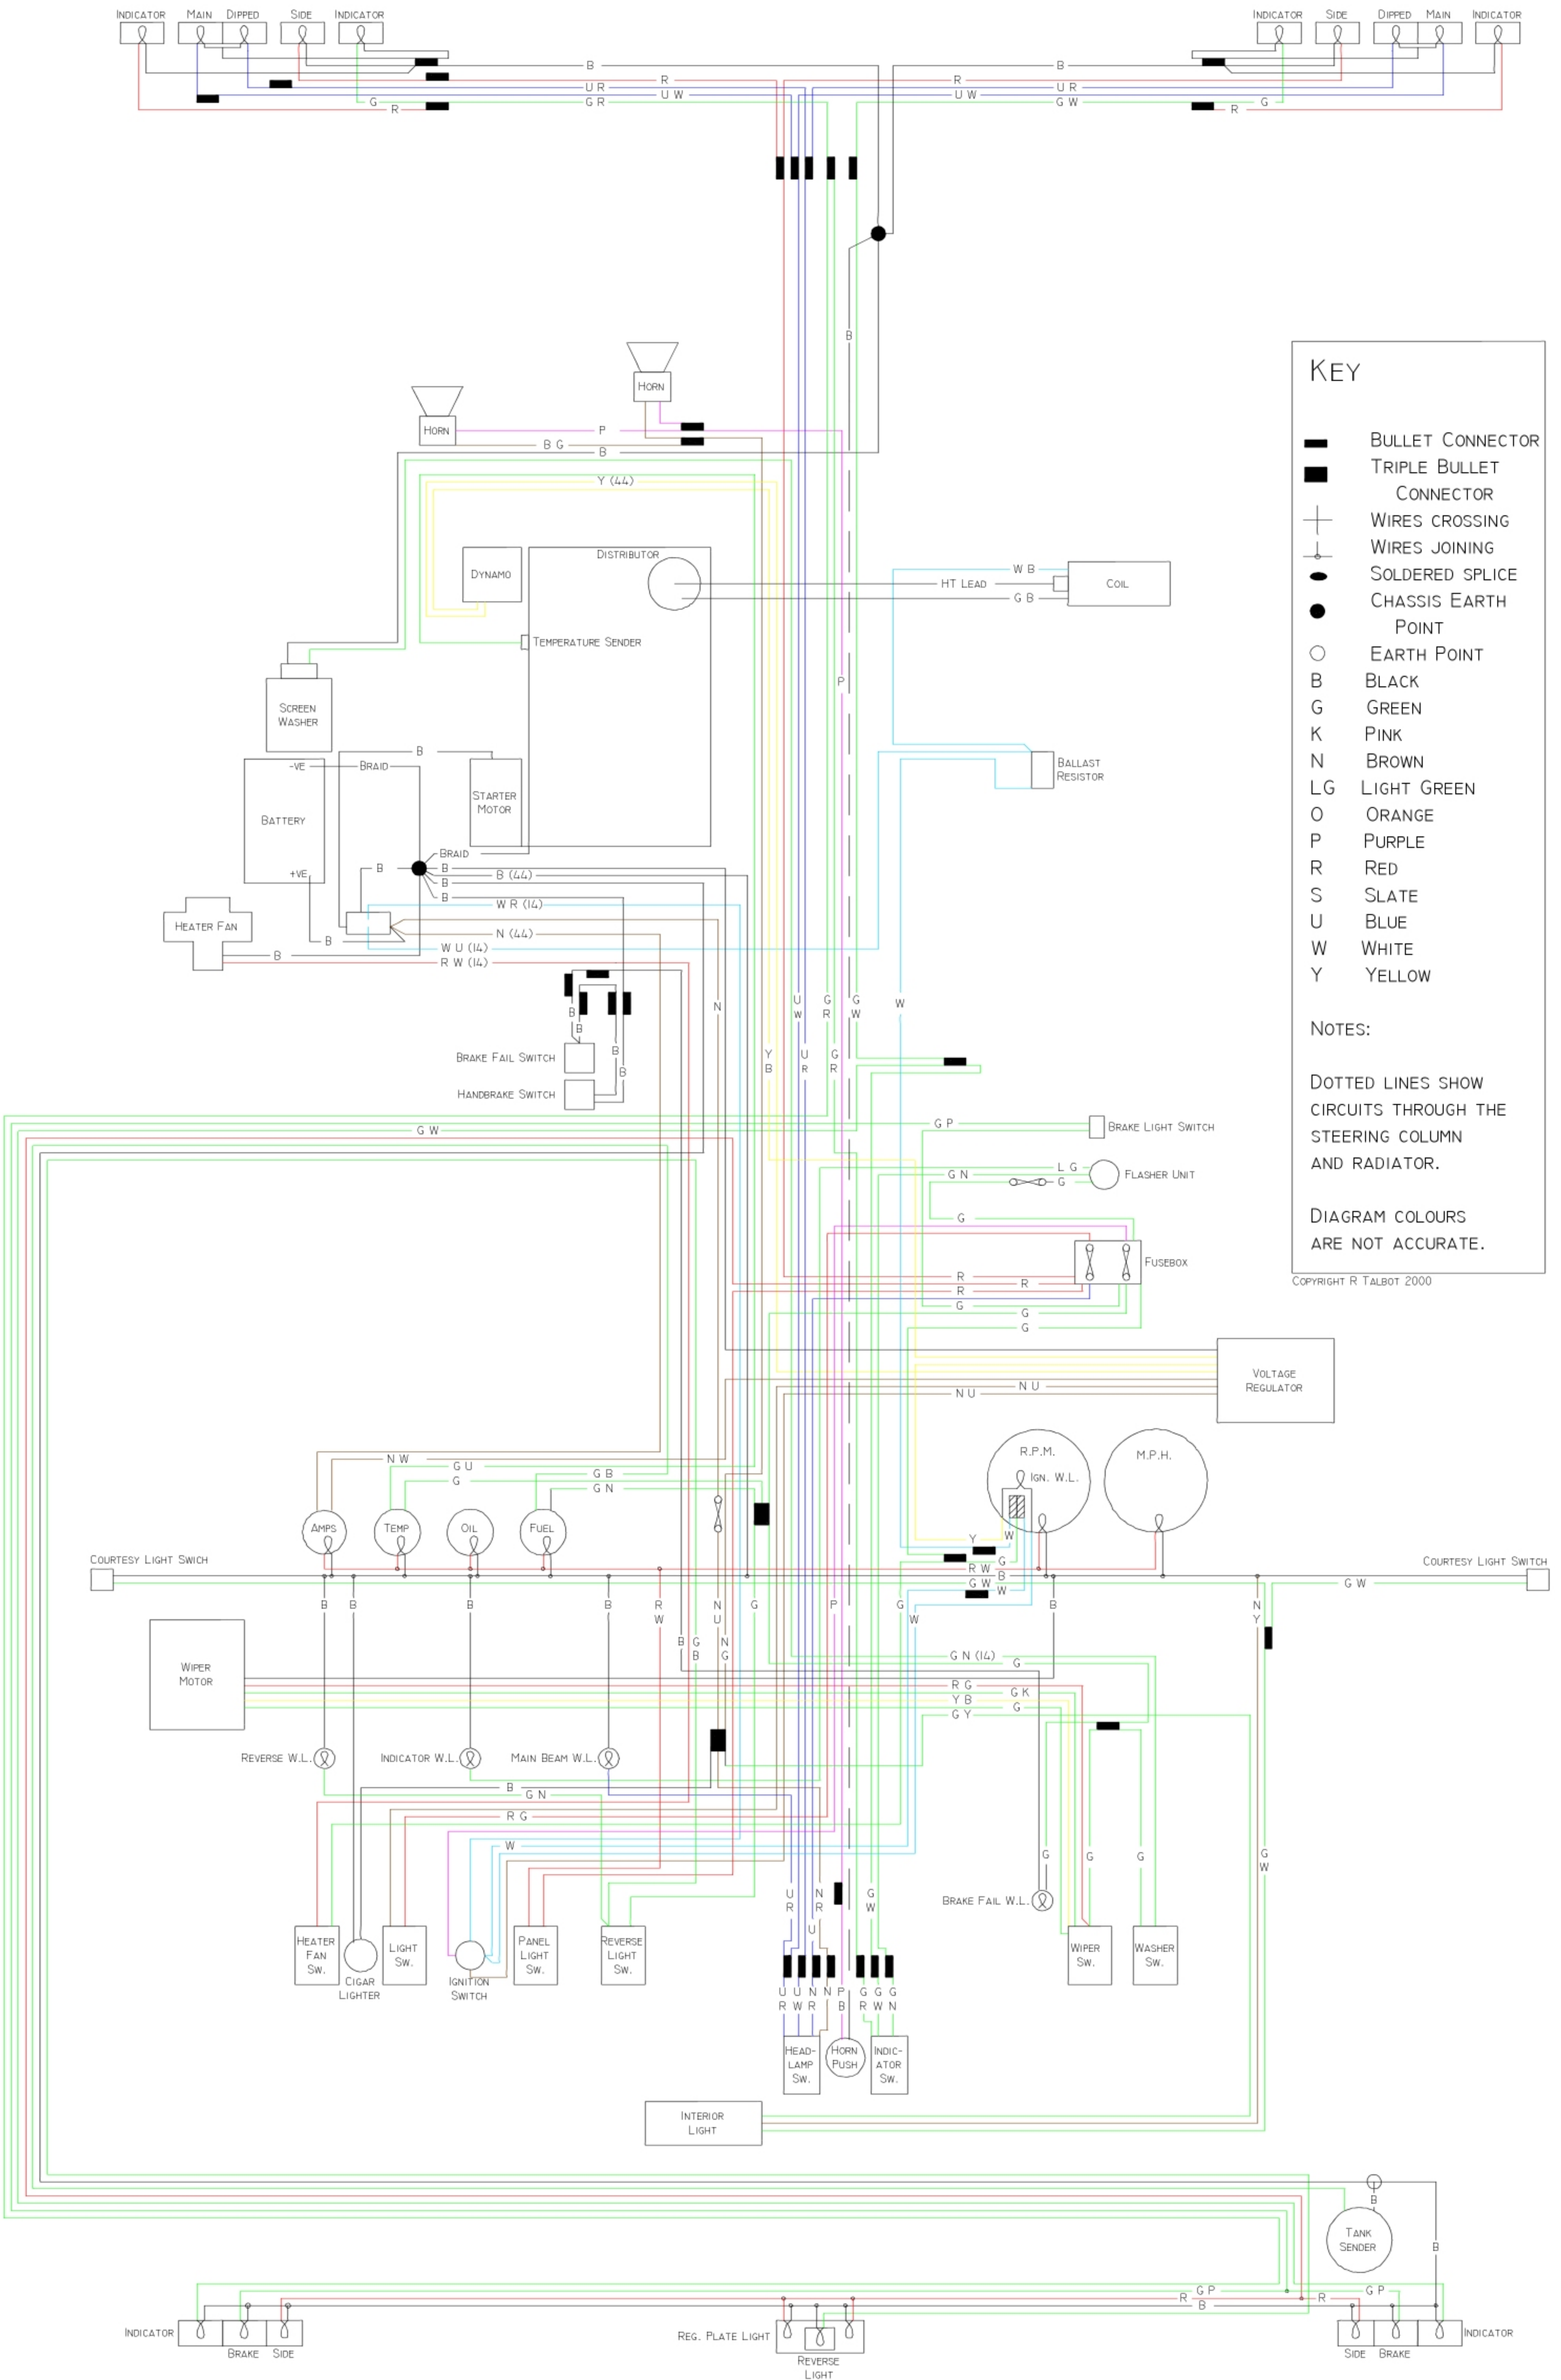 Indicator Main Dipped Side Indicator Indicator Side Dipped Main Indicator
B B
R R
U R U R
U W U W
G G R G W G
R R
B
Horn
Horn
P
B G
B
Y (44)
Key
Bullet Connector
Triple Bullet
Connector
Wires crossing
Wires joining
Soldered splice
Chassis Earth
Point
Earth Point
B Black
G Green
K Pink
N Brown
LG Light Green
O Orange
P Purple
R Red
S Slate
U Blue
W White
Y Yellow
Notes:
Dotted lines show
circuits through the
steering column
and radiator.
Diagram colours
are not accurate.
Copyright R Talbot 2000
Distributor
Dynamo
W B
HT Lead
Coil
G B
Temperature Sender
P
Screen
Washer
B
-ve Braid
Ballast
Resistor
Starter
Motor
Battery
Braid
+ve
B B
B (44)
B
B
W R (14)
Heater Fan
N (44)
B
W U (14)
B
R W (14)
N
U W
G R
G W
W
B
B
Brake Fail Switch
B
B
Handbrake Switch
Y B
U R
G R
G P
Brake Light Switch
G W
L G
G N
G
Flasher Unit
G
Fusebox
R
R
R
G
G
G
Voltage
Regulator
N U
N U
R.P.M.
M.P.H.
Ign. W.L.
N W
G U
G B
G
G N
Amps Temp Oil Fuel
Y W
G
R W
B
G W
W
Courtesy Light Swich
Courtesy Light Switch
G W
B B B B
R W
N U
G
P
G
W
B
N Y
B
G B
N G
Wiper
Motor
G N (14)
G
R G
G K
Y B
G
G Y
Reverse W.L. Indicator W.L. Main Beam W.L.
B
G N
R G
W
G G G
G W
U R
N R
G W
U
Brake Fail W.L.
Heater
Fan
Sw.
Cigar
Lighter
Light
Sw.
Ignition
Switch
Panel
Light
Sw.
Reverse
Light
Sw.
Wiper
Sw.
Washer
Sw.
U U N N P G G G
R W R B R W N
Head-
lamp
Sw.
Horn
Push
Indic-
ator
Sw.
Interior
Light
B
Tank
Sender
B
G P G P
R R
B
Indicator
Brake Side
Reg. Plate Light
Reverse
Light
Side Brake
Indicator